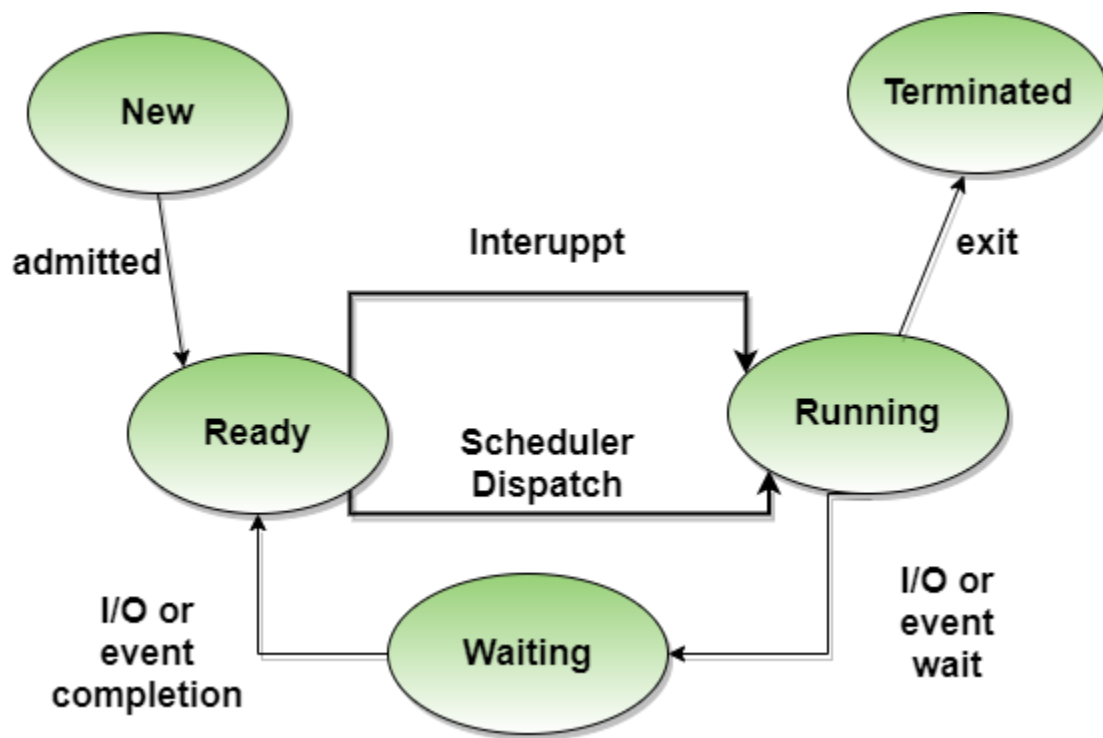 New
Terminated
admitted
Interuppt
exit
Ready
Running
Scheduler
Dispatch
I/O or
event
completion
Waiting
I/O or
event
wait